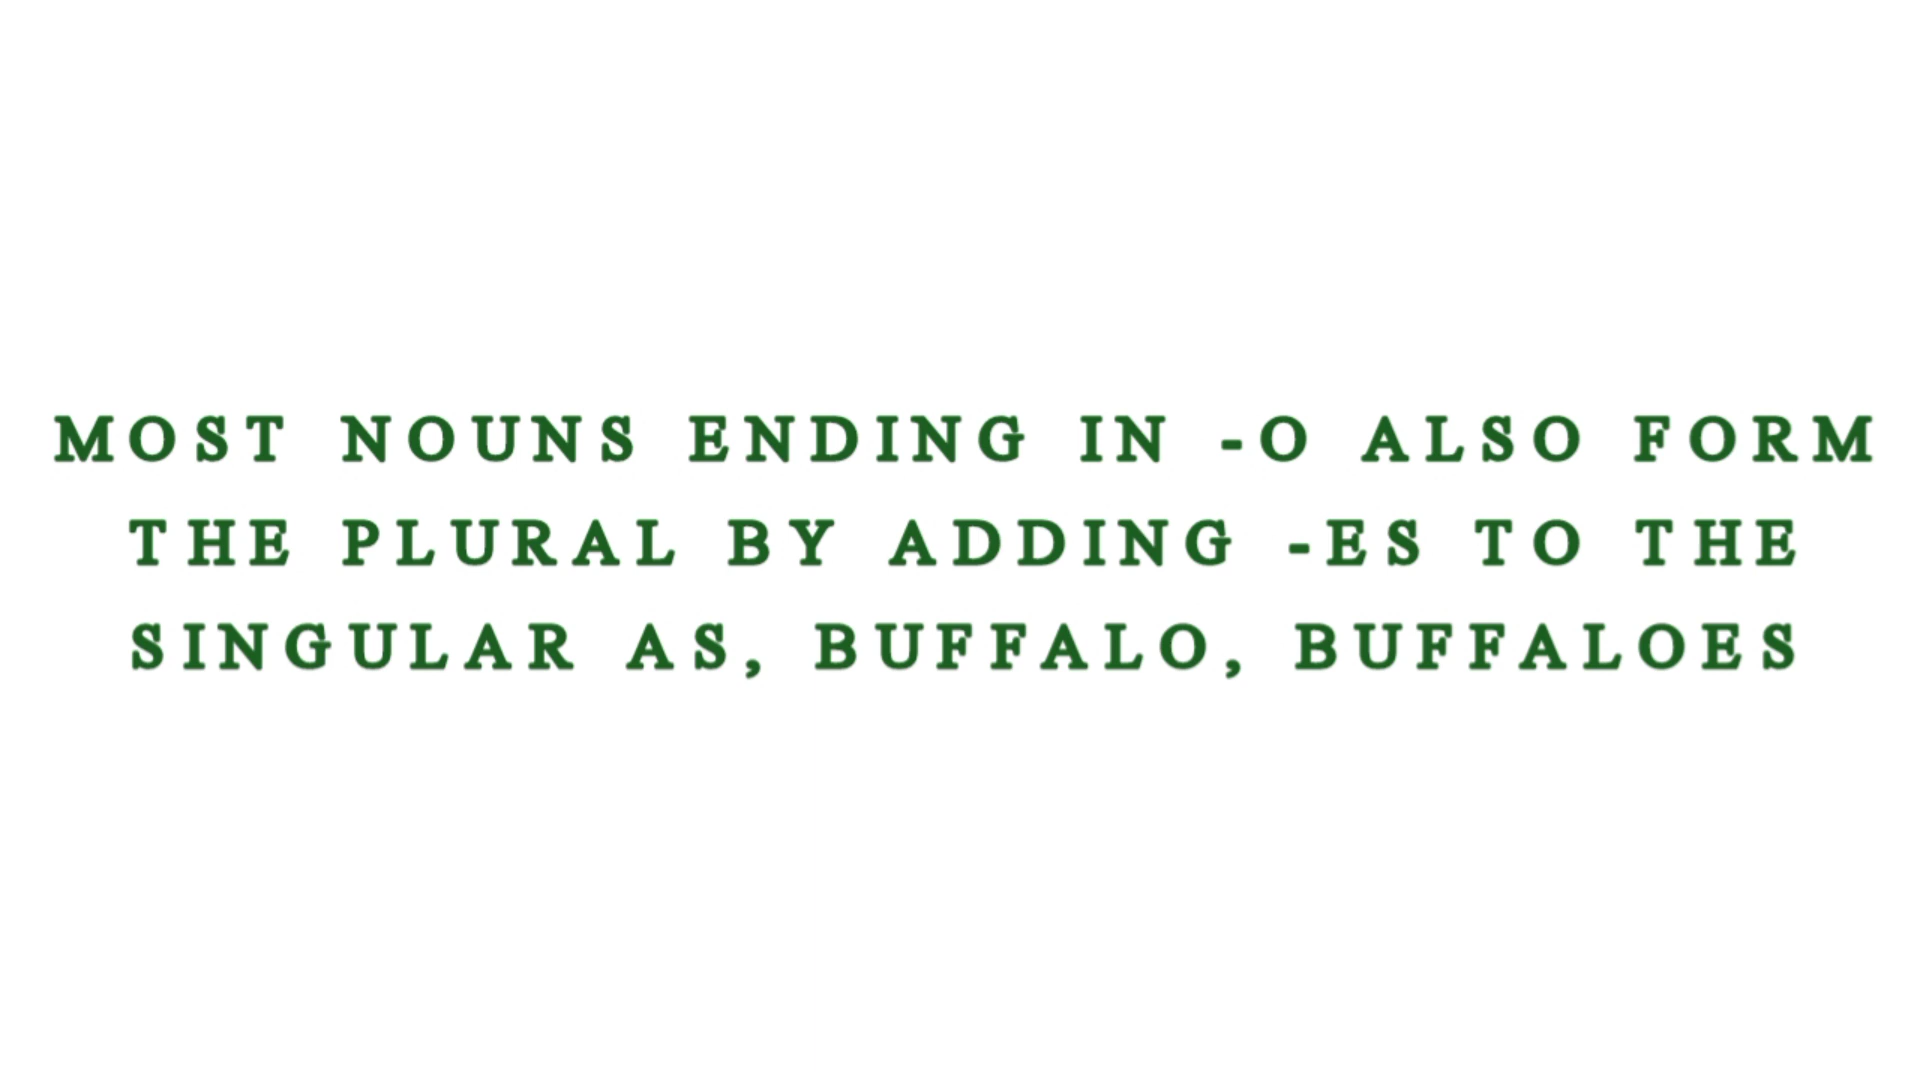 MOST NOUNS ENDING IN -O ALSO FORM
THE PLURAL BY ADDING -ES TO THE
SINGULAR AS, BUFFALO, BUFFALOES